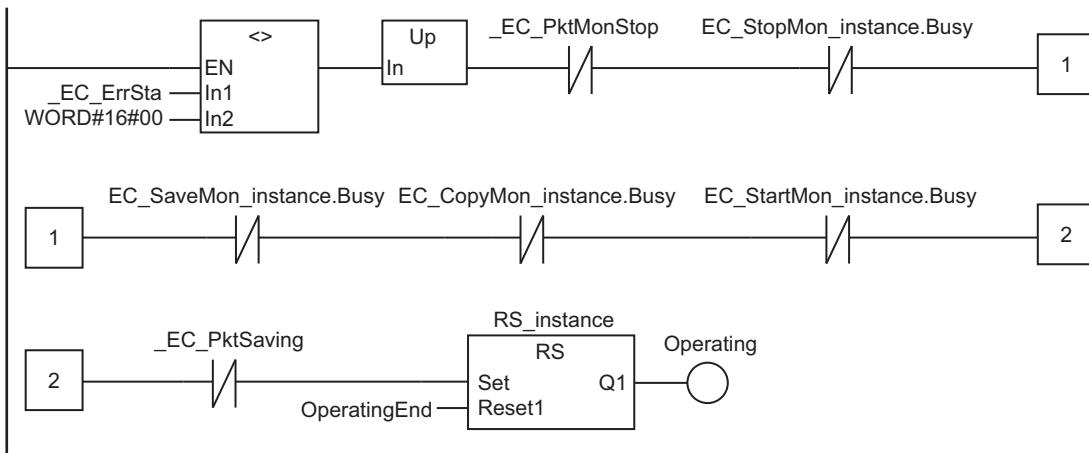 <> Up _EC_PktMonStop EC_StopMon_instance.Busy
EN In 1
_EC_ErrSta In1
WORD#16#00 In2
EC_SaveMon_instance.Busy EC_CopyMon_instance.Busy EC_StartMon_instance.Busy
1 2
RS_instance
_EC_PktSaving RS Operating
2 Set Q1
OperatingEnd Reset1